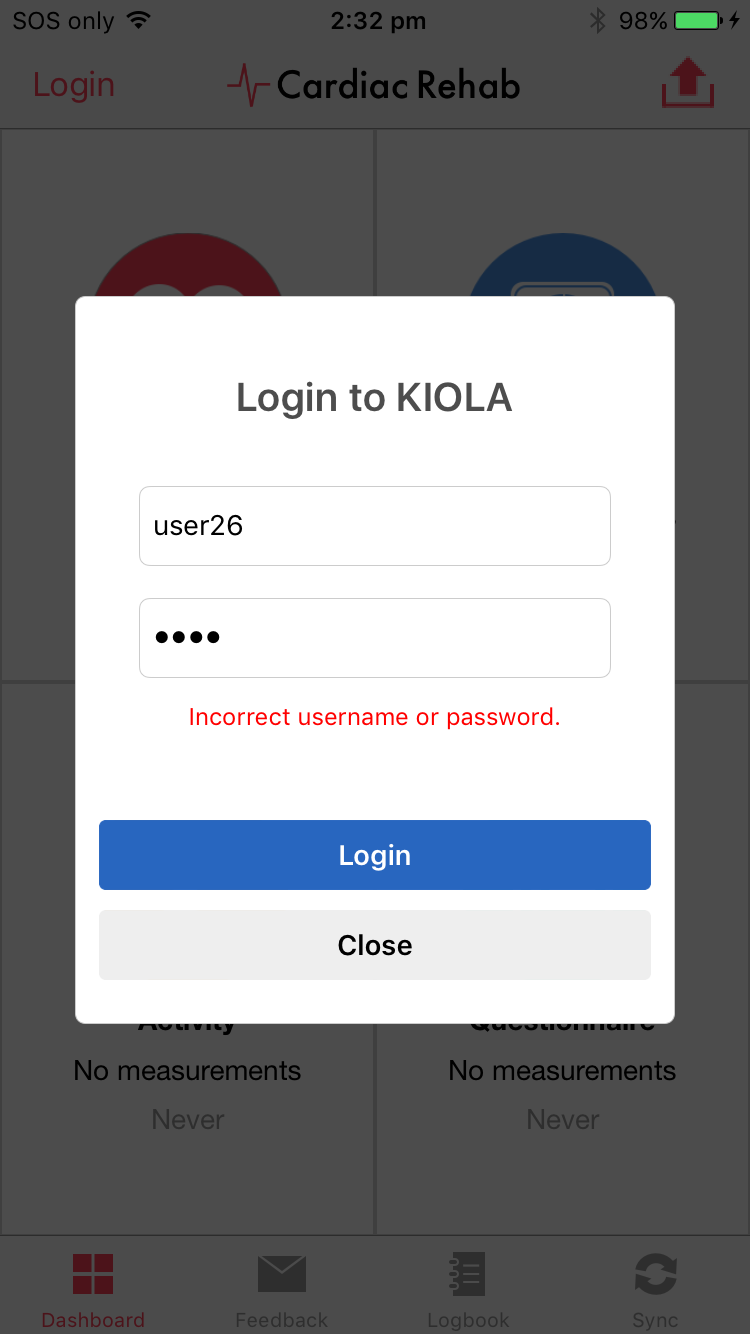 SOS only 2:32 pm 98%
Login Cardiac Rehab
Login to KIOLA
user26
••••
Incorrect username or password.
Login
Close
Activity Questionnaire
No measurements No measurements
Never Never
Dashboard Feedback Logbook Sync